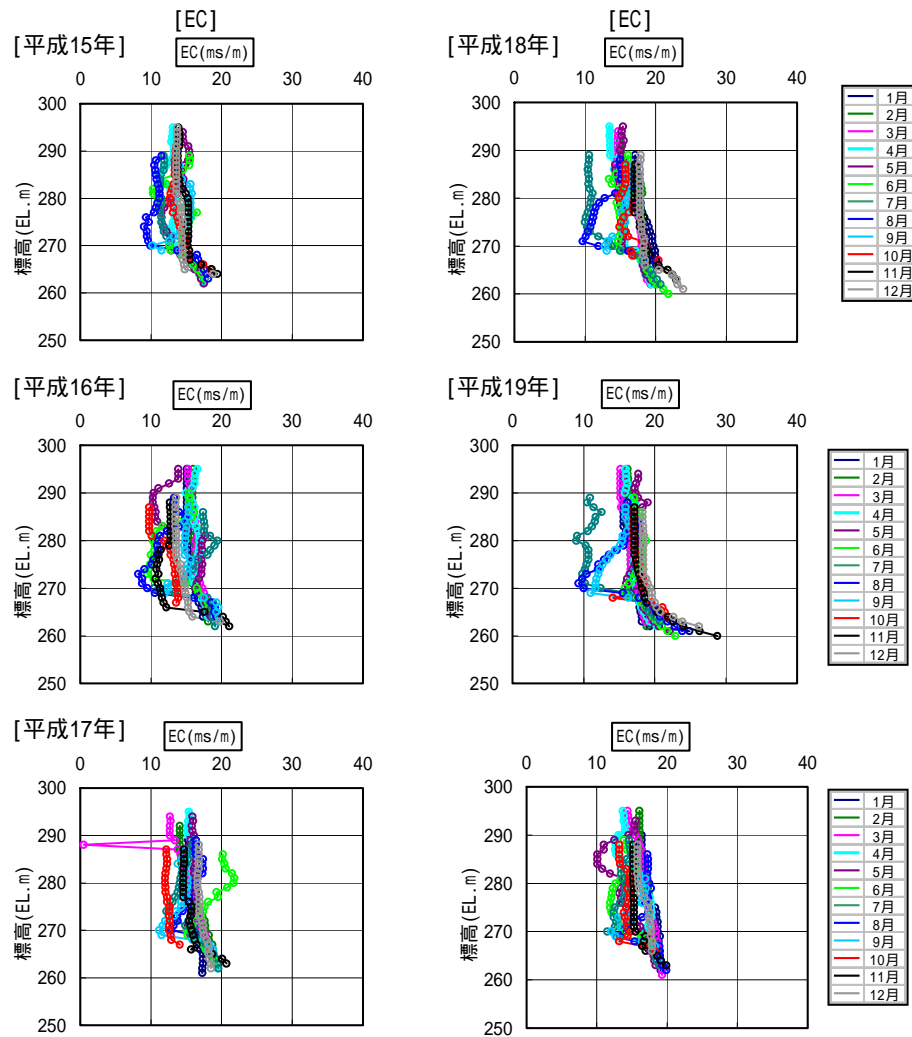 [EC]
[平成15年]
EC(ms/m)
0 10 20 30 40
300
290
280
270
260
250
標高(EL.m)
[EC]
[平成18年]
EC(ms/m)
0 10 20 30 40
300
290
280
270
260
250
標高(EL.m)
1月
2月
3月
4月
5月
6月
7月
8月
9月
10月
11月
12月
[平成16年]
EC(ms/m)
0 10 20 30 40
300
290
280
270
260
250
標高(EL.m)
[平成19年]
EC(ms/m)
0 10 20 30 40
300
290
280
270
260
250
標高(EL.m)
1月
2月
3月
4月
5月
6月
7月
8月
9月
10月
11月
12月
[平成17年]
EC(ms/m)
0 10 20 30 40
300
290
280
270
260
250
標高(EL.m)
EC(ms/m)
0 10 20 30 40
300
290
280
270
260
250
標高(EL.m)
1月
2月
3月
4月
5月
6月
7月
8月
9月
10月
11月
12月